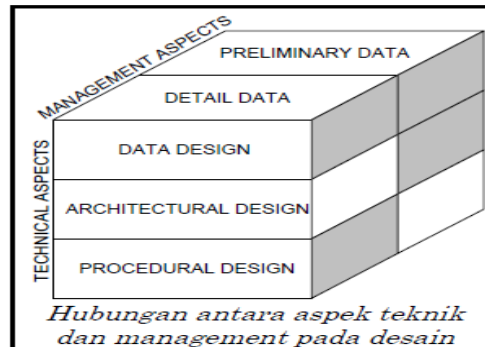 MANAGEMENT ASPECTS
PRELIMINARY DATA
DETAIL DATA
TECHNICAL ASPECTS
DATA DESIGN
ARCHITECTURAL DESIGN
PROCEDURAL DESIGN
Hubungan antara aspek teknik
dan management pada desain